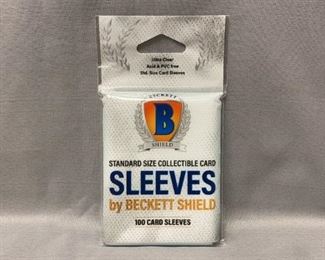 Ultra Clear
Acid & PVC Free
Std. Size Card Sleeves
BECKETT
B
SHIELD
STANDARD SIZE COLLECTIBLE CARD
SLEEVES
by BECKETT SHIELD
100 CARD SLEEVES